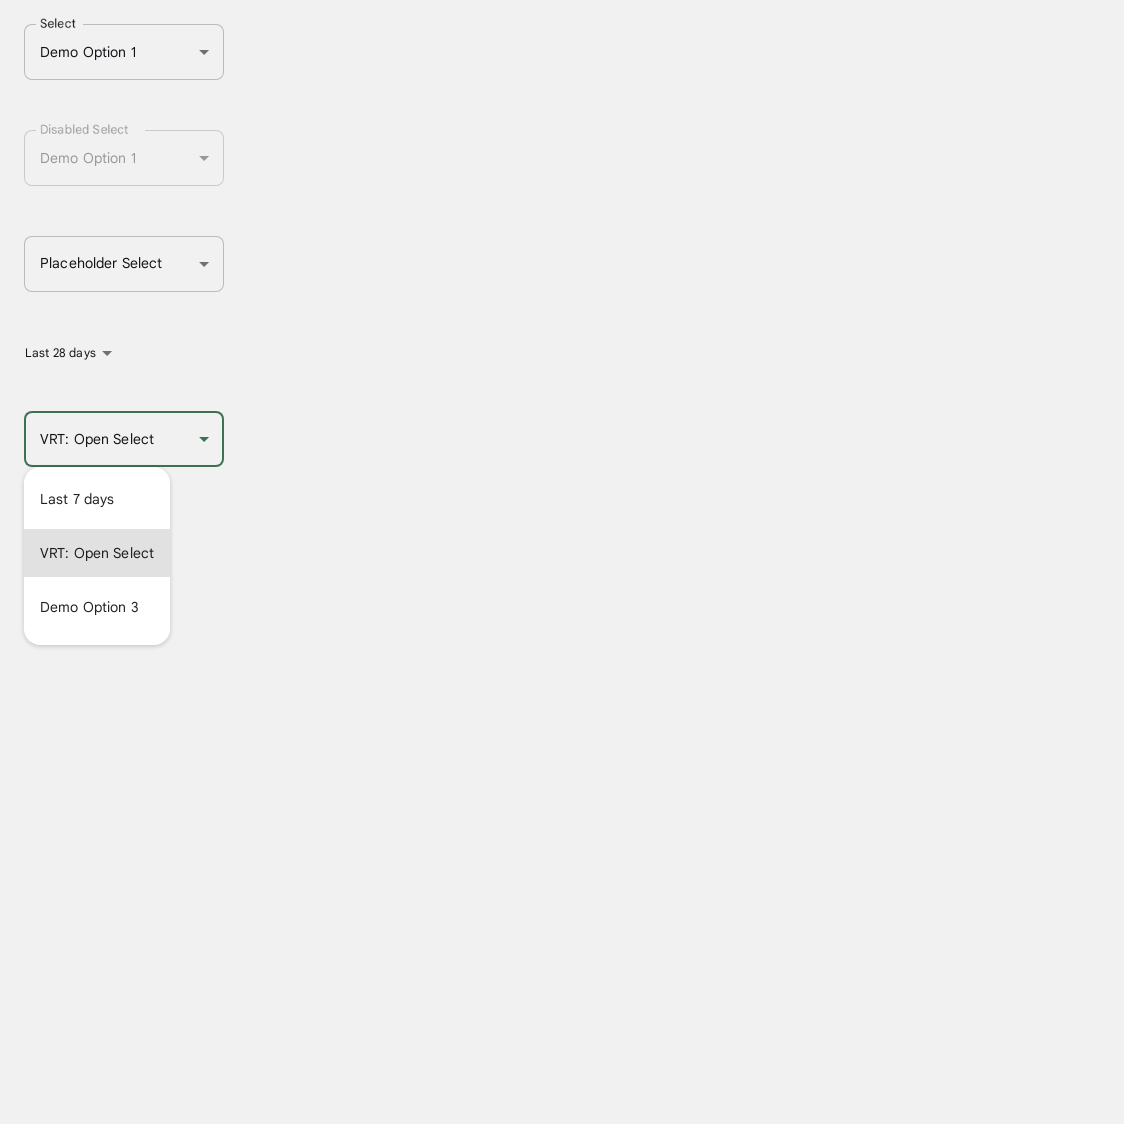 Select
Demo Option 1
Disabled Select
Demo Option 1
Placeholder Select
Last 28 days
VRT: Open Select
Last 7 days
VRT: Open Select
Demo Option 3